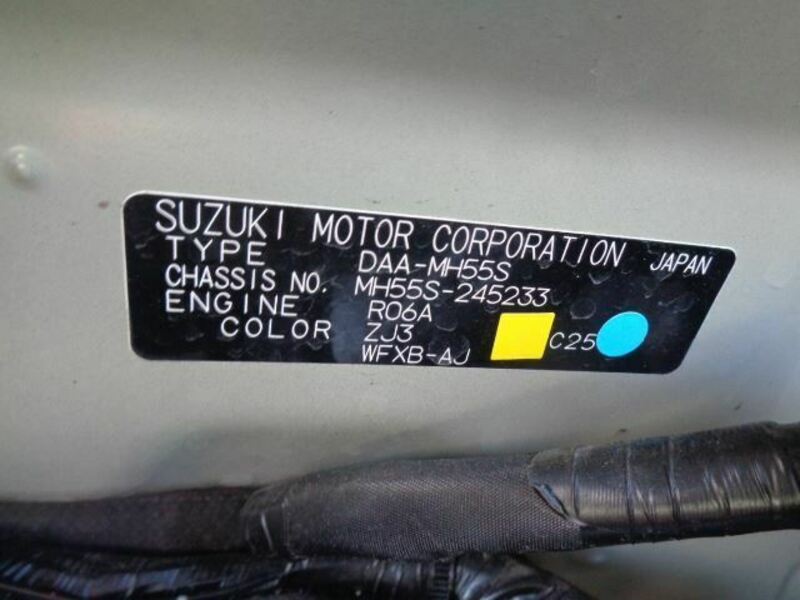 SUZUKI MOTOR CORPORATION JAPAN
TYPE DAA-MH55S
CHASSIS NO. MH55S-245233
ENGINE R06A
COLOR ZJ3 C25
WFXB-AJ